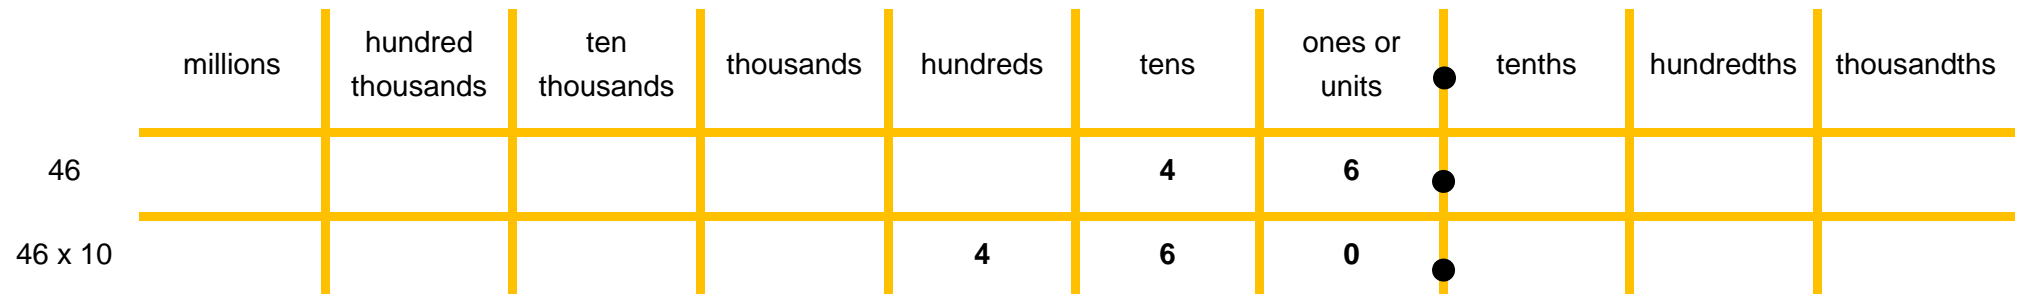 millions hundred thousands ten thousands thousands hundreds tens ones or units tenths hundredths thousandths
46 4 6
46 x 10 4 6 0